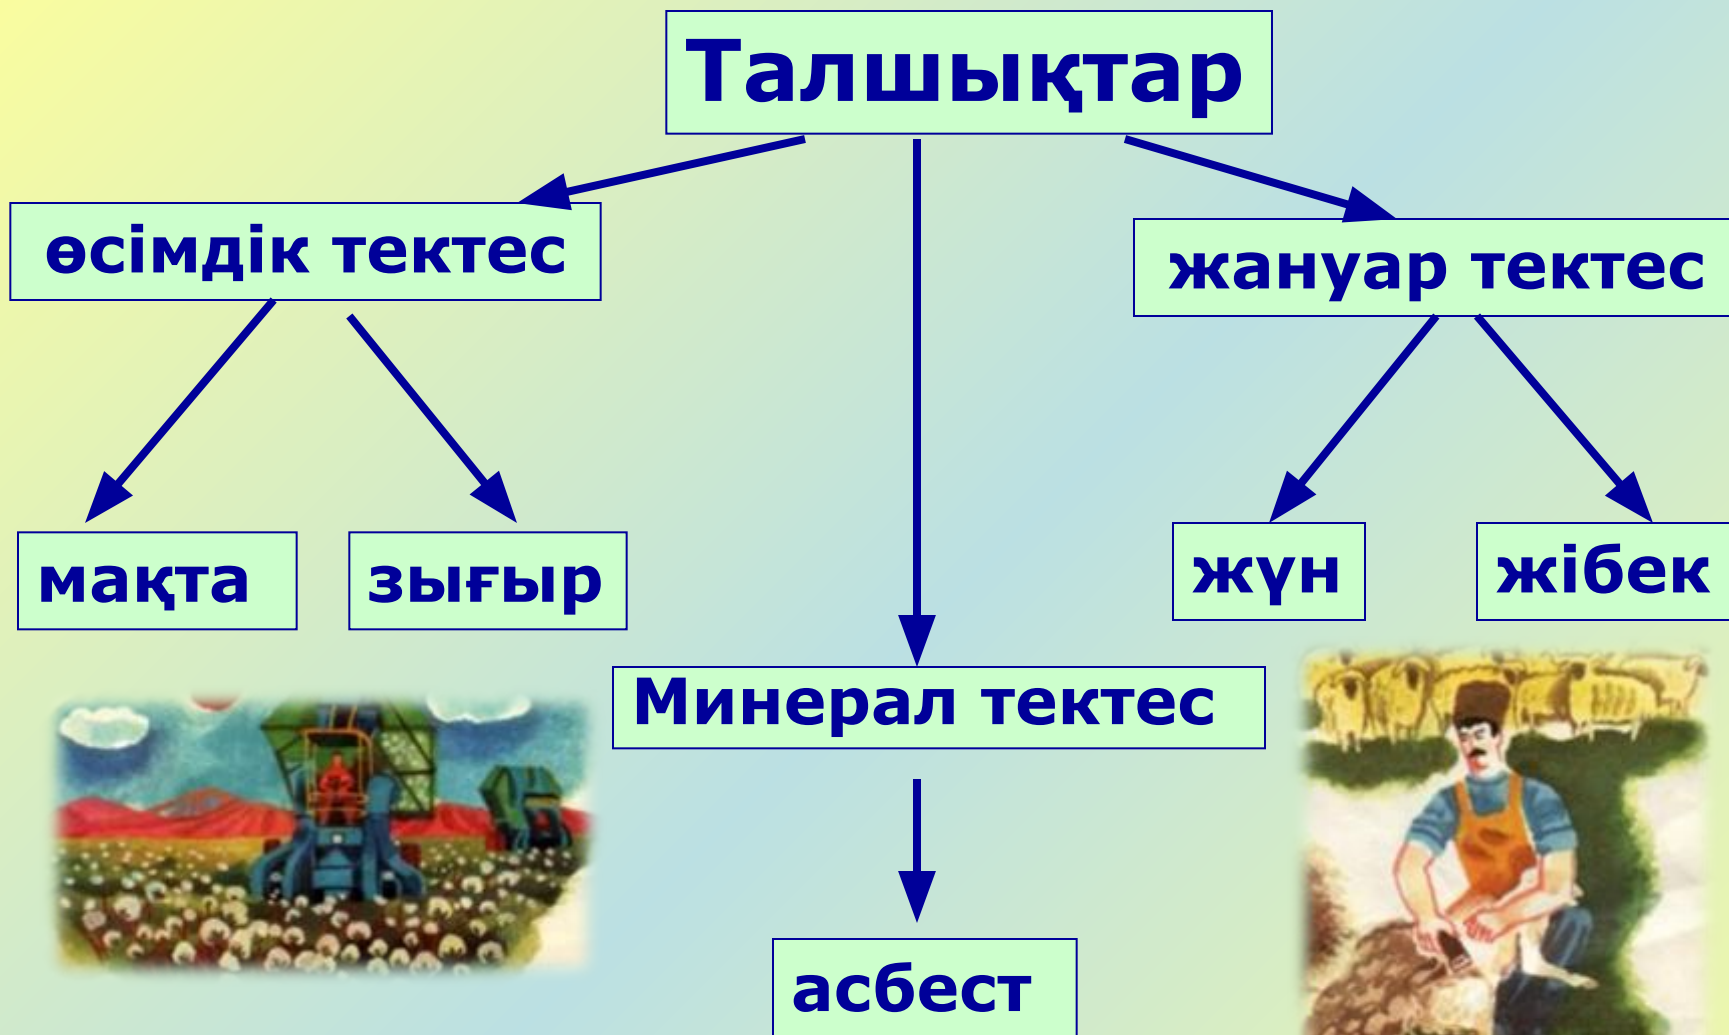 Талшықтар
өсімдік тектес
жануар тектес
мақта
зығыр
жүн
жібек
Минерал тектес
асбест